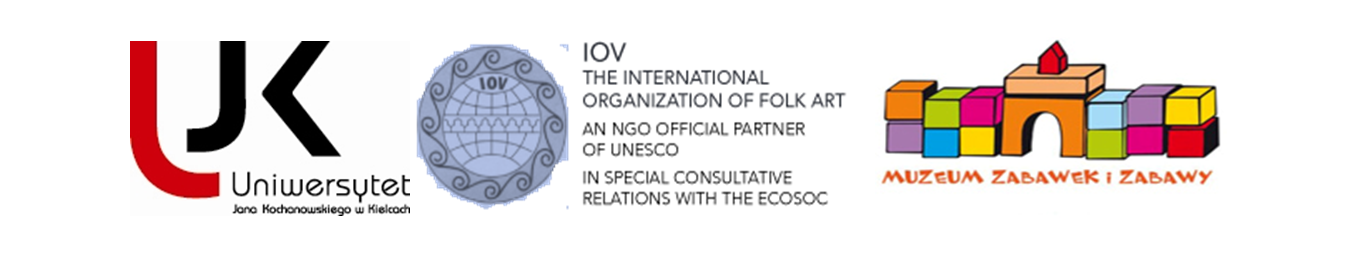 UJK
Uniwersytet
Jana Kochanowskiego w Kielcach
IOV
IOV
THE INTERNATIONAL
ORGANIZATION OF FOLK ART
AN NGO OFFICIAL PARTNER
OF UNESCO
IN SPECIAL CONSULTATIVE
RELATIONS WITH THE ECOSOC
MUZEUM ZABAWEK i ZABAWY